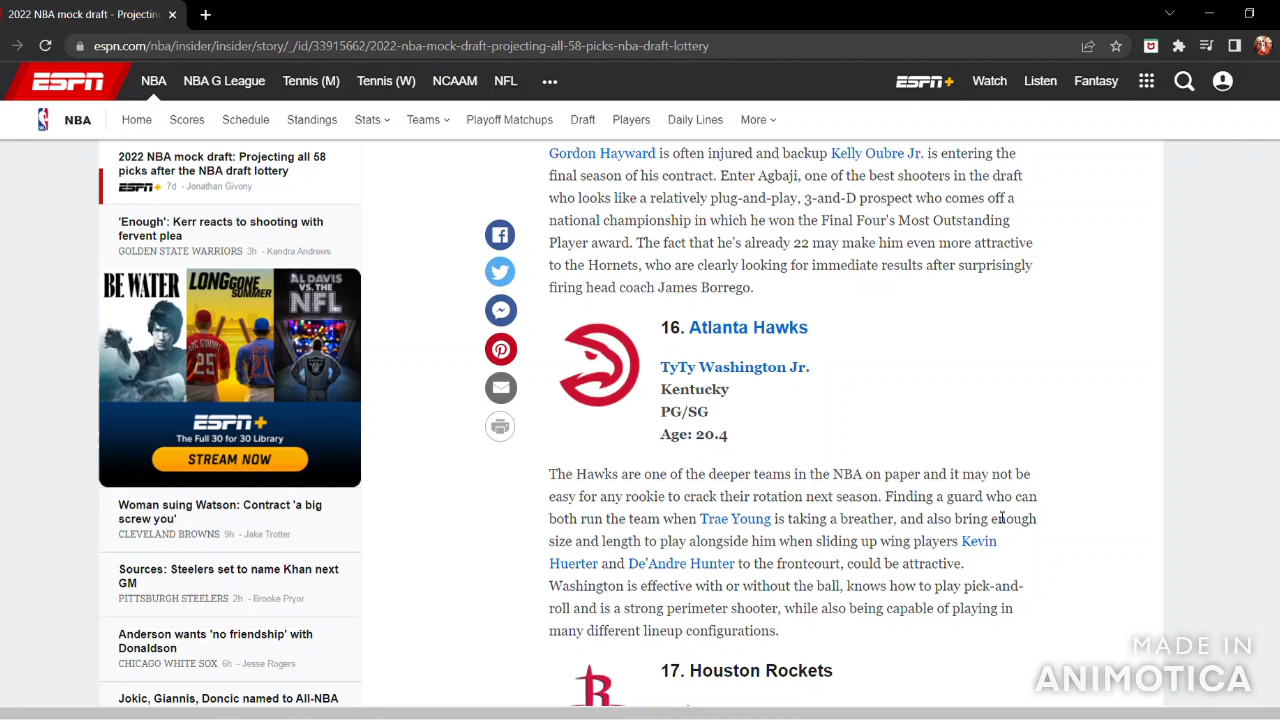 2022 NBA mock draft - Projecting
espn.com/nba/insider/insider/story/_/id/33915662/2022-nba-mock-draft-projecting-all-58-picks-nba-draft-lottery
ESPN NBA NBA G League Tennis (M) Tennis (W) NCAAM NFL ESPN+ Watch Listen Fantasy
NBA Home Scores Schedule Standings Stats Teams Playoff Matchups Draft Players Daily Lines More
2022 NBA mock draft: Projecting all 58
picks after the NBA draft lottery
ESPN+ 7d - Jonathan Givony
'Enough': Kerr reacts to shooting with
fervent plea
GOLDEN STATE WARRIORS 3h - Kendra Andrews
BE WATER
LONG GONE
SUMMER
AL DAVIS
VS. THE
NFL
MC GWIRE
25
21
ESPN+
The Full 30 for 30 Library
STREAM NOW
Woman suing Watson: Contract 'a big
screw you'
CLEVELAND BROWNS 9h - Jake Trotter
Sources: Steelers set to name Khan next
GM
PITTSBURGH STEELERS 2h - Brooke Pryor
Anderson wants 'no friendship' with
Donaldson
CHICAGO WHITE SOX 6h - Jesse Rogers
Jokic, Giannis, Doncic named to All-NBA
Gordon Hayward is often injured and backup Kelly Oubre Jr. is entering the
final season of his contract. Enter Agbaji, one of the best shooters in the draft
who looks like a relatively plug-and-play, 3-and-D prospect who comes off a
national championship in which he won the Final Four's Most Outstanding
Player award. The fact that he's already 22 may make him even more attractive
to the Hornets, who are clearly looking for immediate results after surprisingly
firing head coach James Borrego.
16. Atlanta Hawks
TyTy Washington Jr.
Kentucky
PG/SG
Age: 20.4
The Hawks are one of the deeper teams in the NBA on paper and it may not be
easy for any rookie to crack their rotation next season. Finding a guard who can
both run the team when Trae Young is taking a breather, and also bring enough
size and length to play alongside him when sliding up wing players Kevin
Huerter and De'Andre Hunter to the frontcourt, could be attractive.
Washington is effective with or without the ball, knows how to play pick-and-
roll and is a strong perimeter shooter, while also being capable of playing in
many different lineup configurations.
17. Houston Rockets
MADE IN
ANIMOTICA